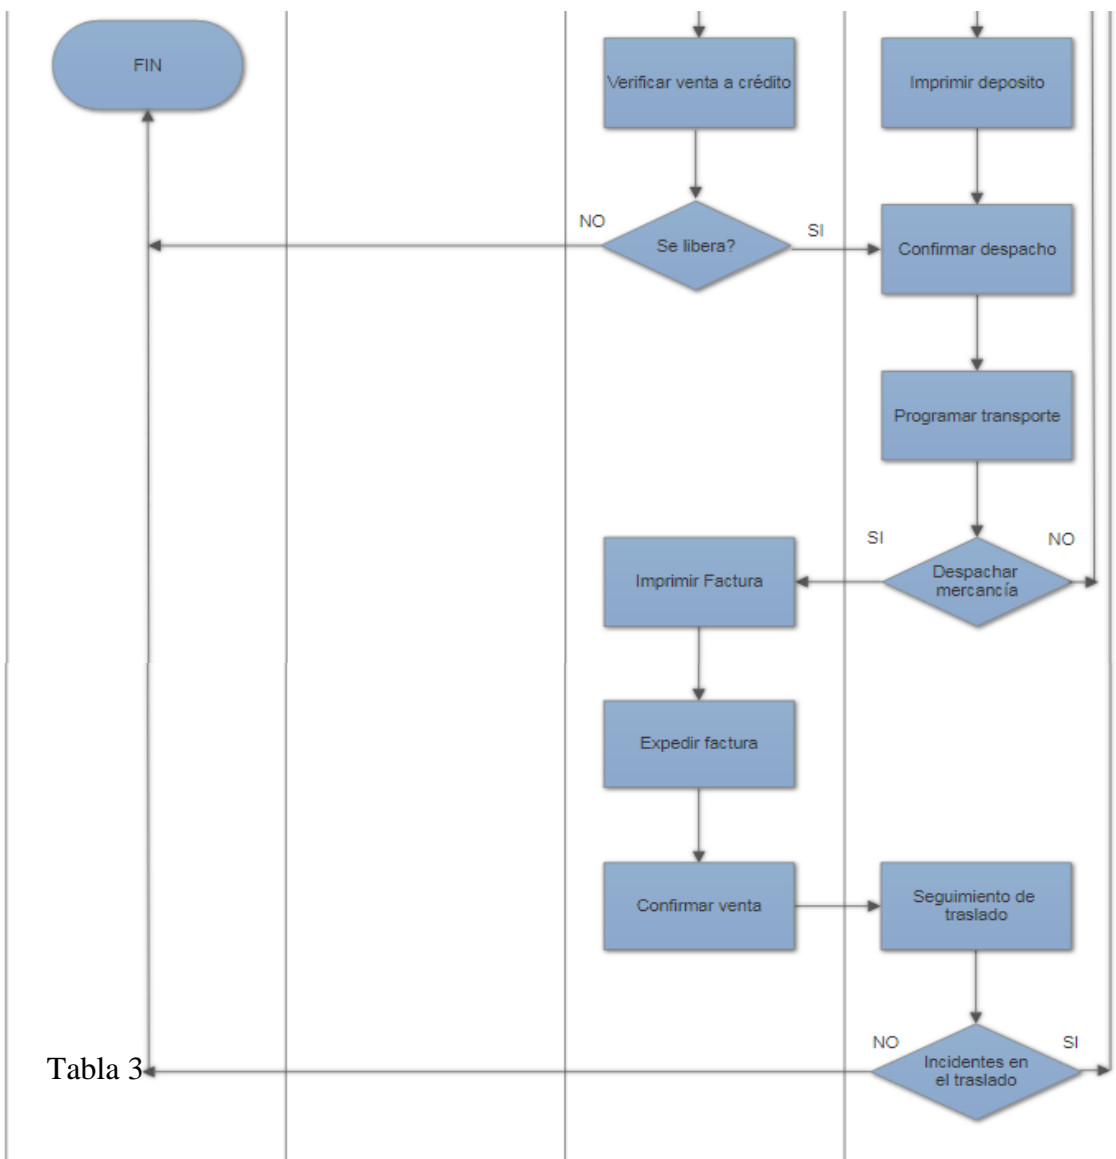 FIN
Verificar venta a crédito
Imprimir deposito
NO
Se libera?
SI
Confirmar despacho
Programar transporte
SI
NO
Despachar
mercancía
Imprimir Factura
Expedir factura
Confirmar venta
Seguimiento de
traslado
NO
SI
Incidentes en
el traslado
Tabla 3